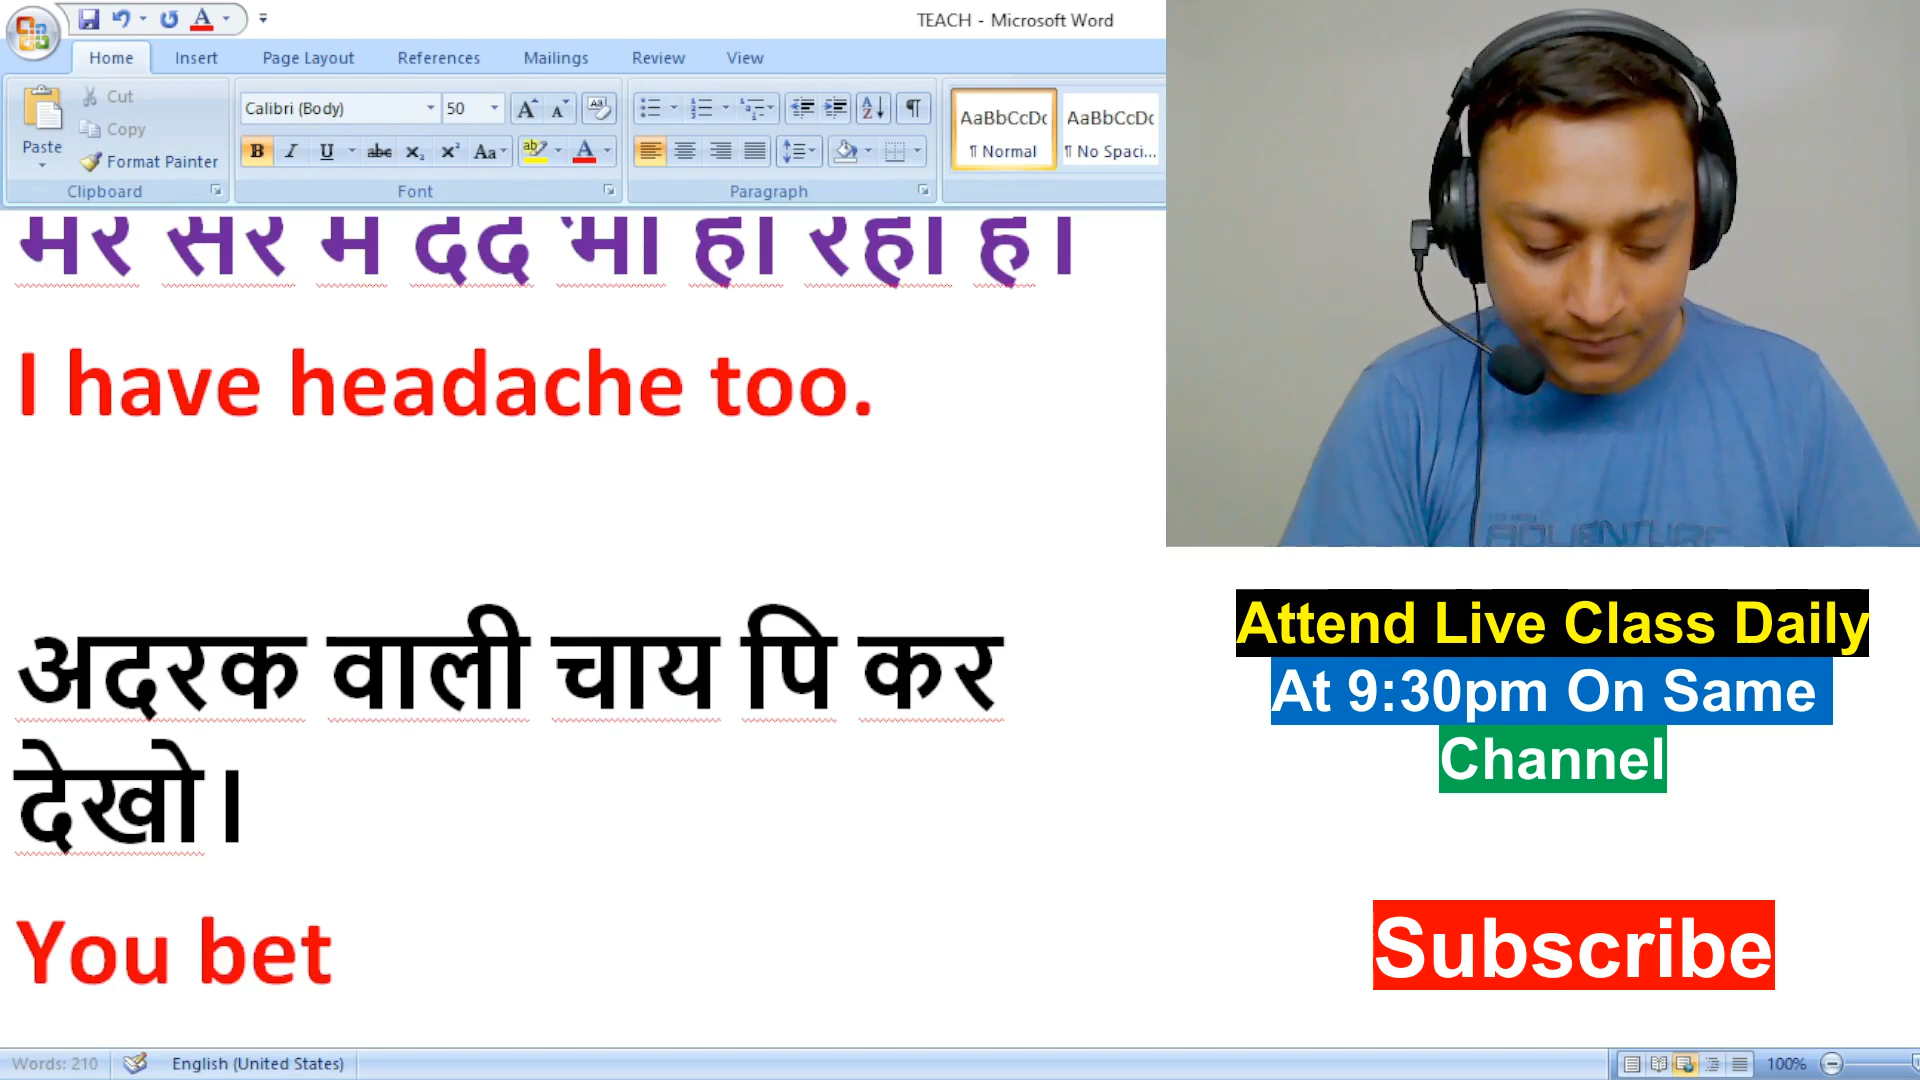 TEACH - Microsoft Word
Home Insert Page Layout References Mailings Review View
Paste
Cut
Copy
Format Painter
Clipboard
Calibri (Body) 50
Font
Paragraph
AaBbCcDc AaBbCcDc
¶ Normal ¶ No Spaci...
मेरे सर में दर्द भी हो रहा है।
I have headache too.
अदरक वाली चाय पि कर
देखो।
You bet
ADVENTURE
Attend Live Class Daily
At 9:30pm On Same
Channel
Subscribe
Words: 210 English (United States) 100%